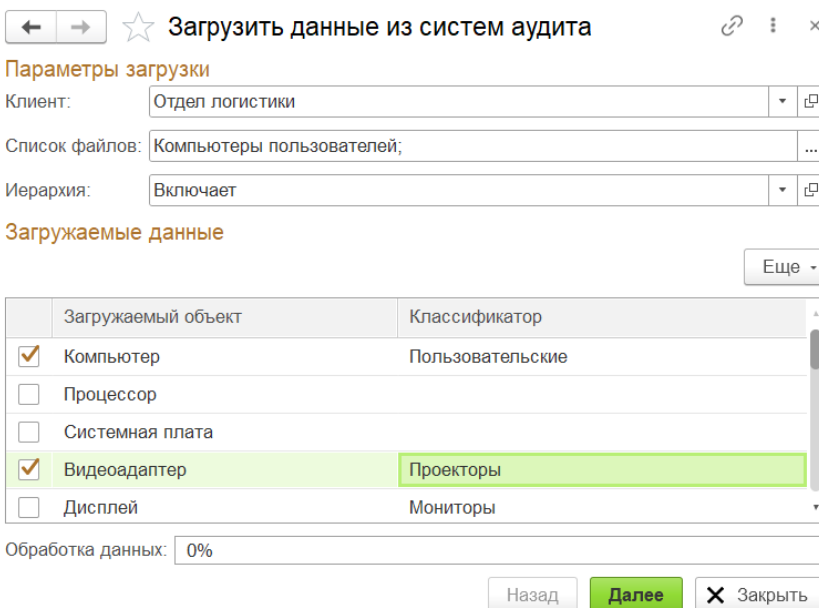 Загрузить данные из систем аудита
Параметры загрузки
Клиент: Отдел логистики
Список файлов: Компьютеры пользователей; ...
Иерархия: Включает
Загружаемые данные
Еще
Загружаемый объект Классификатор
Компьютер Пользовательские
Процессор
Системная плата
Видеоадаптер Проекторы
Дисплей Мониторы
Обработка данных: 0%
Назад Далее Закрыть